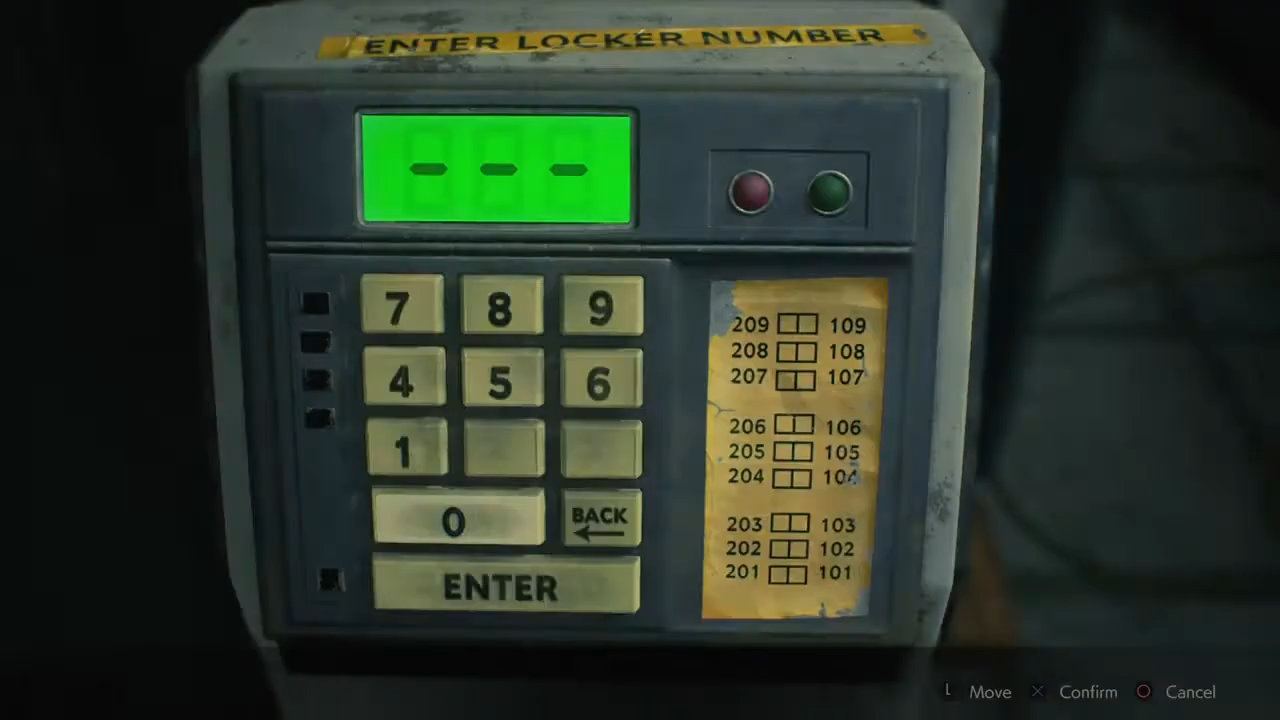 ENTER LOCKER NUMBER
- - -
7 8 9
4 5 6
1
0 BACK
ENTER
209 109
208 108
207 107
206 106
205 105
204 104
203 103
202 102
201 101
L Move X Confirm O Cancel